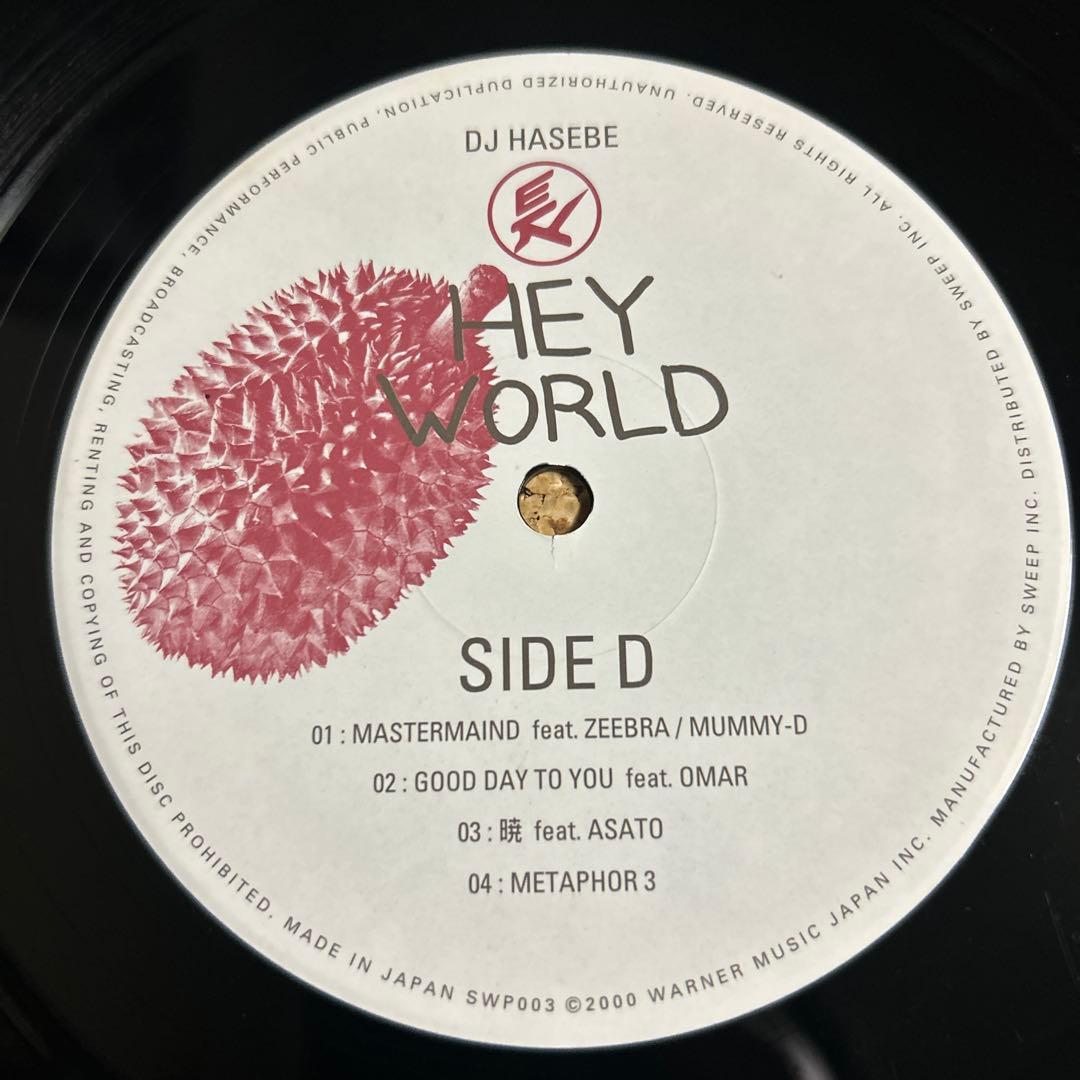 DJ HASEBE
HEY
WORLD
SIDE D
01 : MASTERMAIND feat. ZEEBRA / MUMMY-D
02 : GOOD DAY TO YOU feat. OMAR
03 : 暁 feat. ASATO
04 : METAPHOR 3
MADE IN JAPAN SWP003 ©2000 WARNER MUSIC JAPAN INC. MANUFACTURED BY SWEEP INC. DISTRIBUTED BY SWEEP INC. ALL RIGHTS RESERVED. UNAUTHORIZED DUPLICATION, PUBLIC PERFORMANCE, BROADCASTING, RENTING AND COPYING OF THIS DISC PROHIBITED.